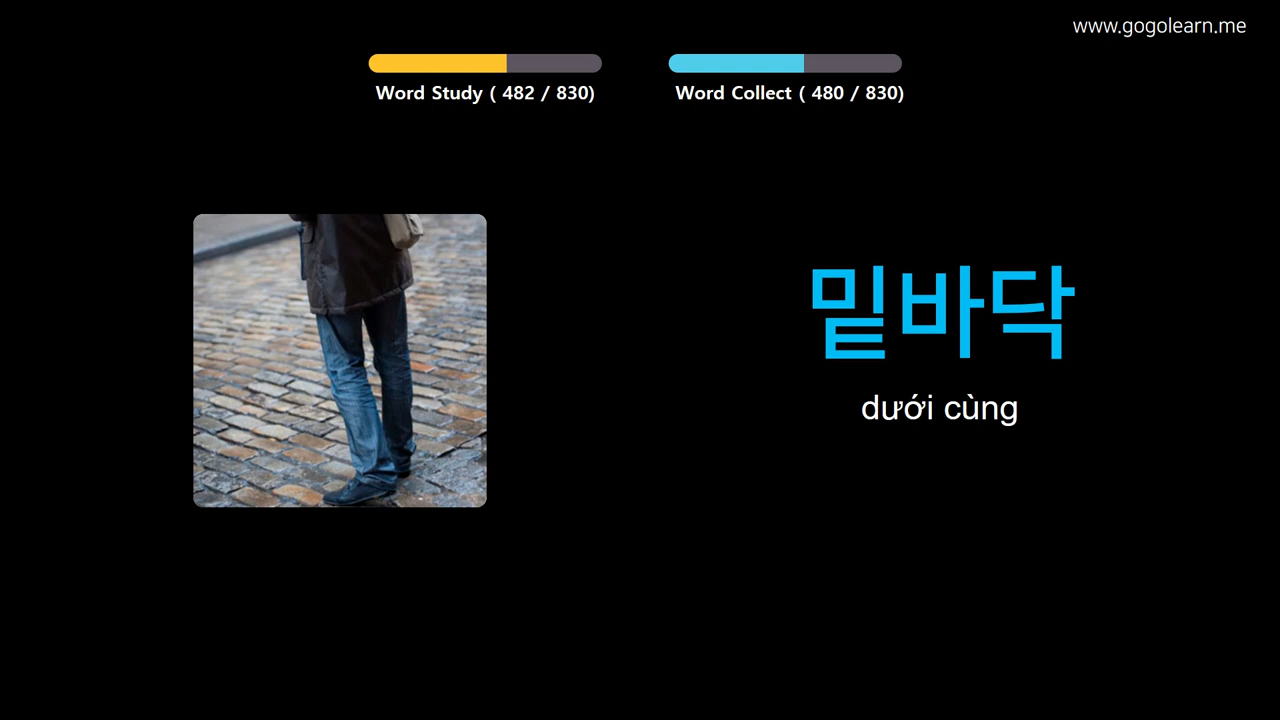 www.gogolearn.me
Word Study ( 482 / 830)
Word Collect ( 480 / 830)
밑바닥
dưới cùng